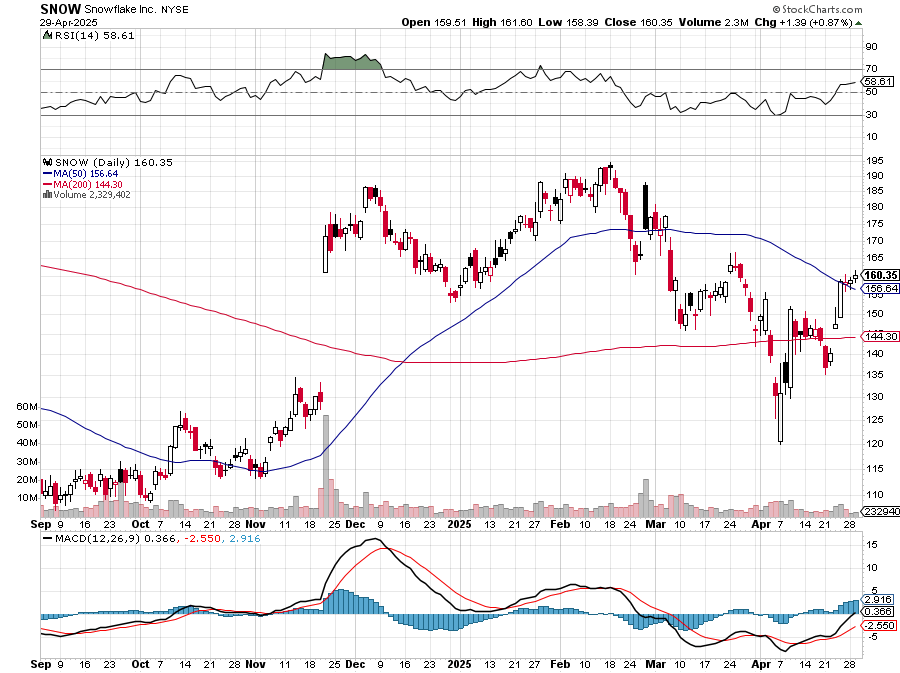 SNOW Snowflake Inc. NYSE © StockCharts.com
29-Apr-2025 Open 159.51 High 161.60 Low 158.39 Close 160.35 Volume 2.3M Chg +1.39 (+0.87%)
RSI(14) 58.61
90
70
58.61
50
30
10
SNOW (Daily) 160.35
MA(50) 156.64
MA(200) 144.30
Volume 2,329,402
195
190
185
180
175
170
165
160.35
156.64
155
150
144.30
140
135
130
125
120
115
110
232940
60M
50M
40M
30M
20M
10M
Sep 9 16 23 Oct 7 14 21 28 Nov 11 18 25 Dec 9 16 23 2025 13 21 27 Feb 10 18 24 Mar 10 17 24 Apr 7 14 21 28
MACD(12,26,9) 0.366, -2.550, 2.916
15
10
5
2.916
0.366
-2.550
-5
Sep 9 16 23 Oct 7 14 21 28 Nov 11 18 25 Dec 9 16 23 2025 13 21 27 Feb 10 18 24 Mar 10 17 24 Apr 7 14 21 28